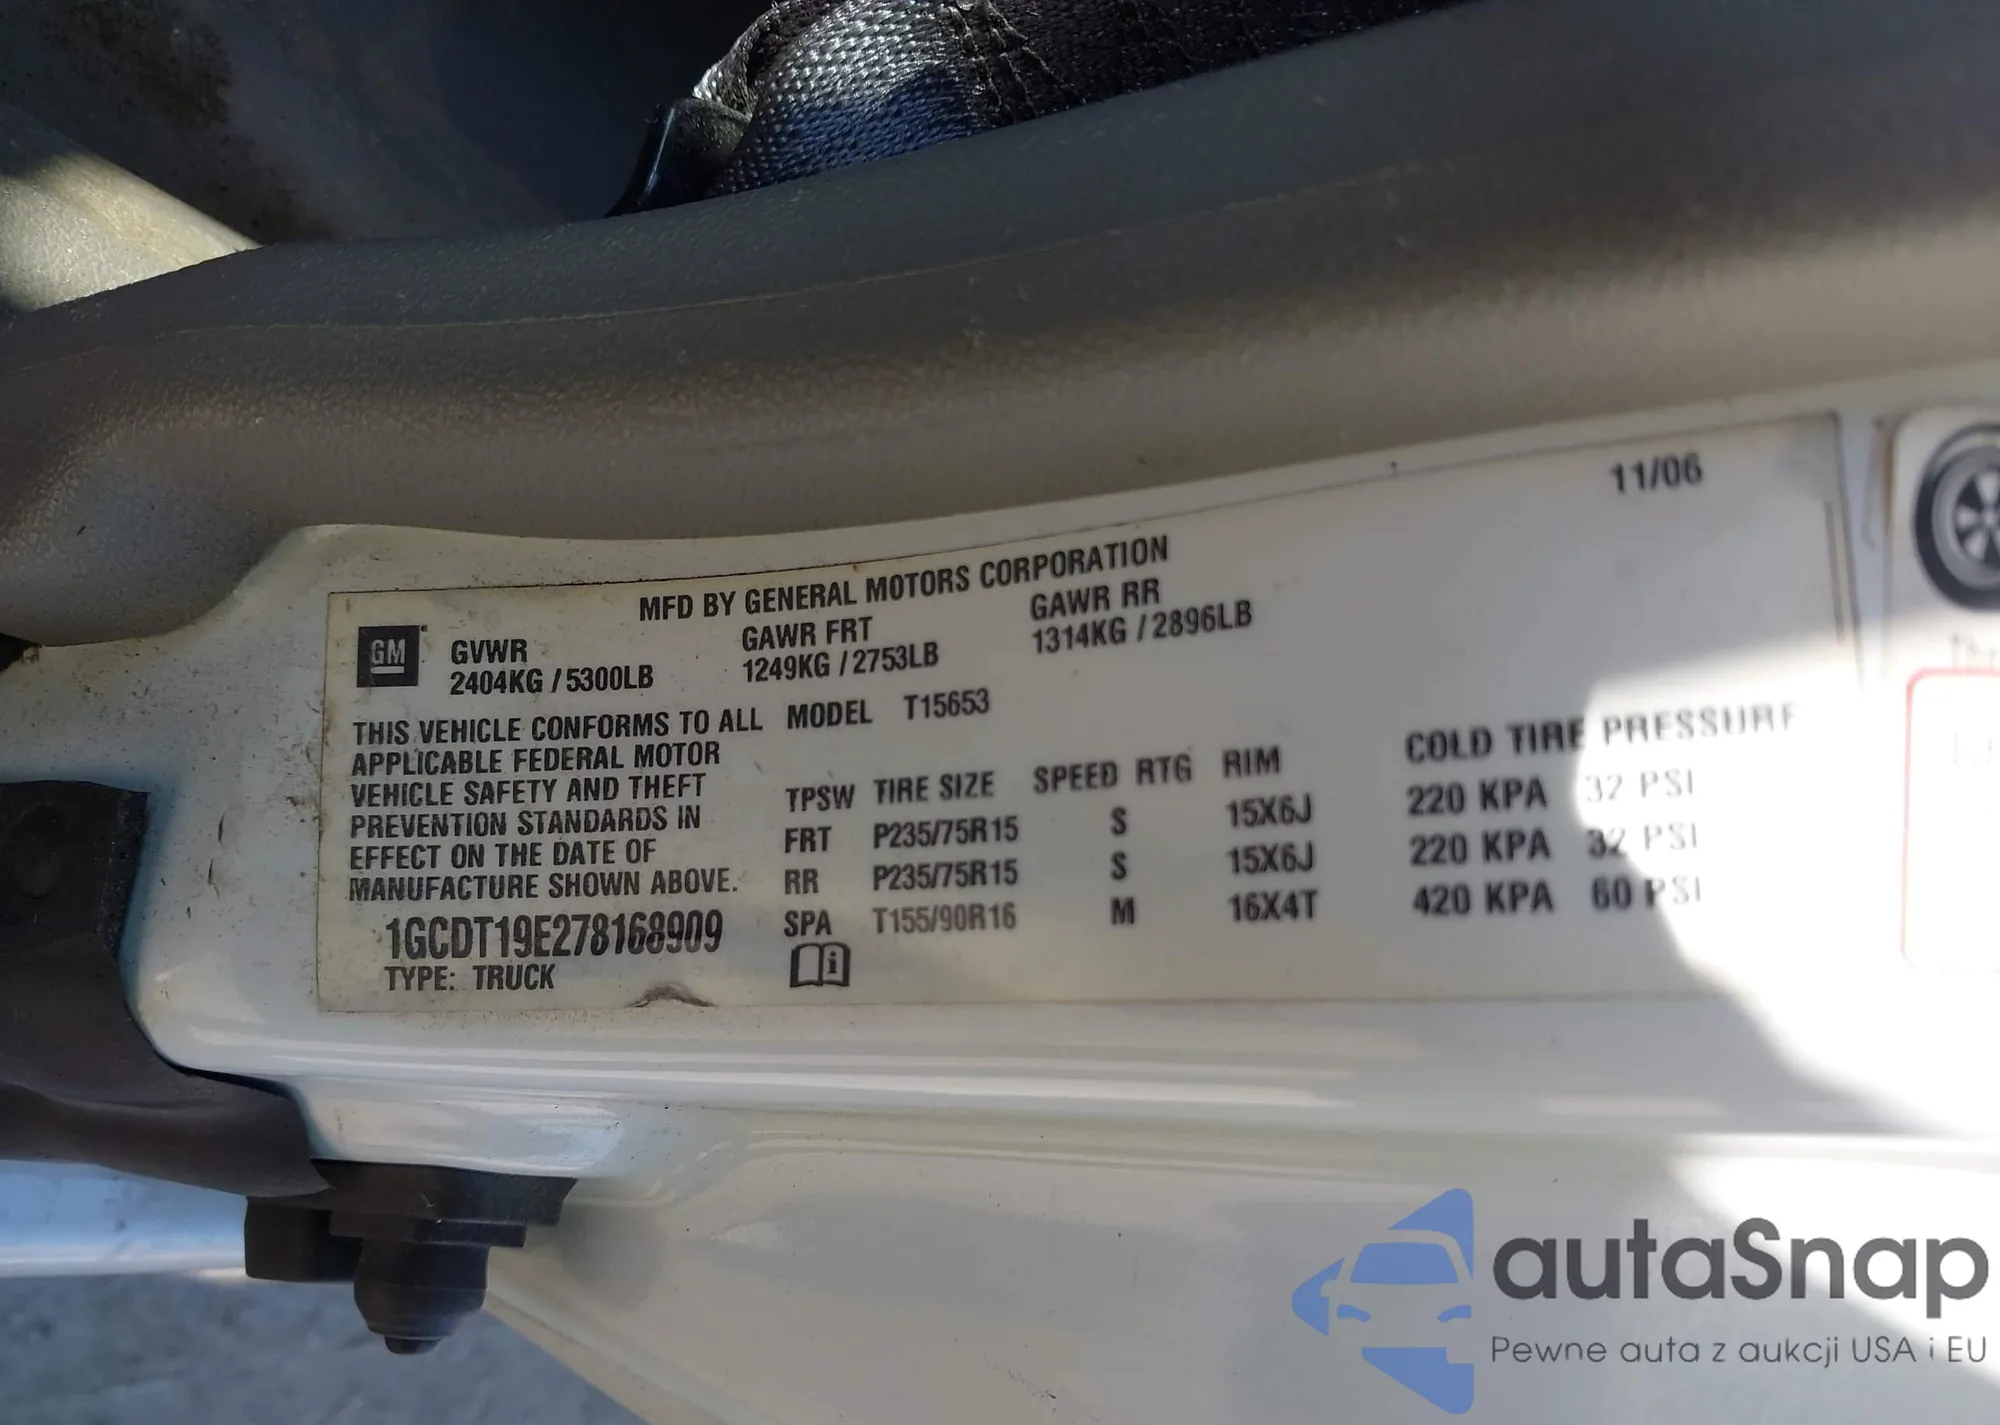 11/06
MFD BY GENERAL MOTORS CORPORATION
GM
GVWR GAWR FRT GAWR RR
2404KG / 5300LB 1249KG / 2753LB 1314KG / 2896LB
THIS VEHICLE CONFORMS TO ALL
APPLICABLE FEDERAL MOTOR
VEHICLE SAFETY AND THEFT
PREVENTION STANDARDS IN
EFFECT ON THE DATE OF
MANUFACTURE SHOWN ABOVE.
1GCDT19E278168909
TYPE: TRUCK
MODEL T15653
TPSW TIRE SIZE SPEED RTG RIM COLD TIRE PRESSURE
FRT P235/75R15 S 15X6J 220 KPA 32 PSI
RR P235/75R15 S 15X6J 220 KPA 32 PSI
SPA T155/90R16 M 16X4T 420 KPA 60 PSI
i
autaSnap
Pewne auta z aukcji USA i EU